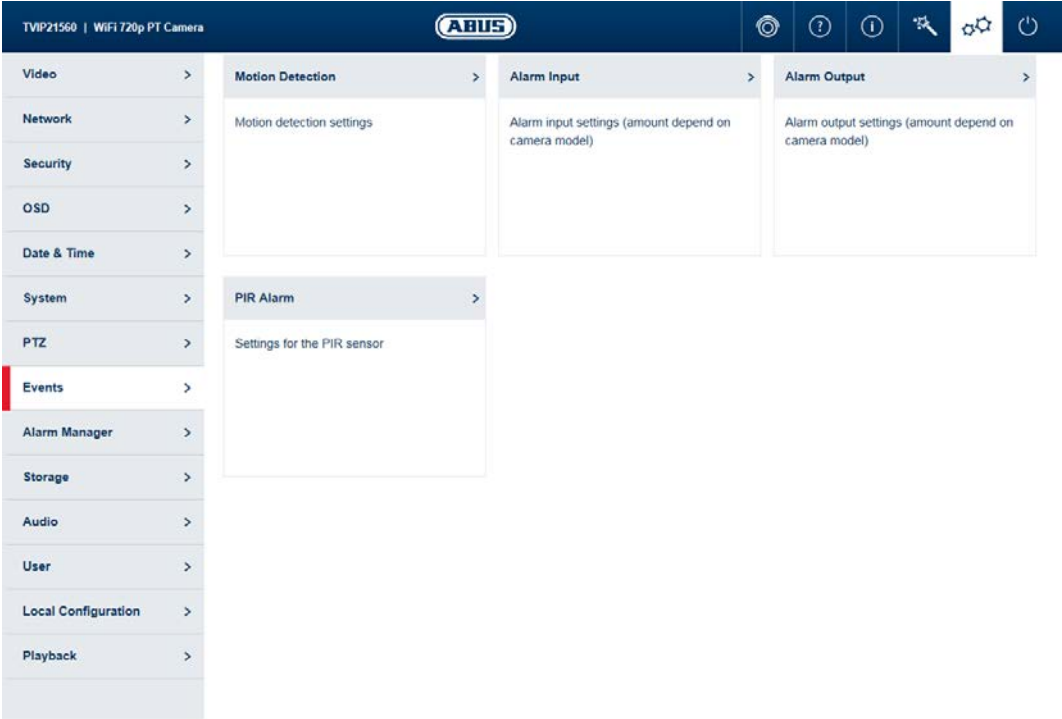 TVIP21560 | WiFi 720p PT Camera
ABUS
Video
Network
Security
OSD
Date & Time
System
PTZ
Events
Alarm Manager
Storage
Audio
User
Local Configuration
Playback
Motion Detection
Motion detection settings
Alarm Input
Alarm input settings (amount depend on
camera model)
Alarm Output
Alarm output settings (amount depend on
camera model)
PIR Alarm
Settings for the PIR sensor